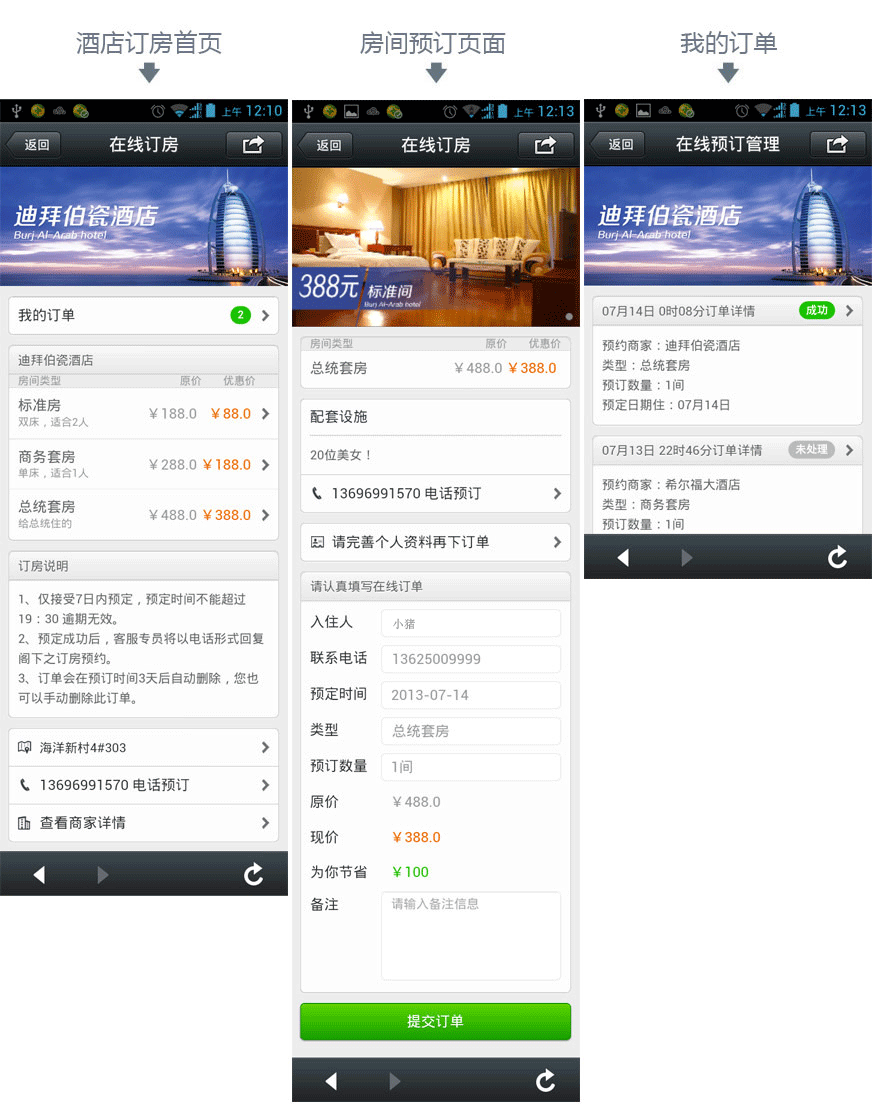 酒店订房首页
上午 12:10
返回
在线订房
迪拜伯瓷酒店
Burj Al-Arab hotel
我的订单
2
迪拜伯瓷酒店
房间类型 原价 优惠价
标准房 ￥188.0 ￥88.0
双床，适合2人
商务套房 ￥288.0 ￥188.0
单床，适合1人
总统套房 ￥488.0 ￥388.0
给总统住的
订房说明
1、仅接受7日内预定，预定时间不能超过
19：30 逾期无效。
2、预定成功后，客服专员将以电话形式回复
阁下之订房预约。
3、订单会在预订时间3天后自动删除，您也
可以手动删除此订单。
海洋新村4#303
13696991570 电话预订
查看商家详情
房间预订页面
上午 12:13
返回
在线订房
388元 标准间
Burj Al-Arab hotel
房间类型 原价 优惠价
总统套房 ￥488.0 ￥388.0
配套设施
20位美女！
13696991570 电话预订
请完善个人资料再下订单
请认真填写在线订单
入住人 小猪
联系电话 13625009999
预定时间 2013-07-14
类型 总统套房
预订数量 1间
原价 ￥488.0
现价 ￥388.0
为你节省 ￥100
备注 请输入备注信息
提交订单
我的订单
上午 12:13
返回
在线预订管理
迪拜伯瓷酒店
Burj Al-Arab hotel
07月14日 0时08分订单详情 成功
预约商家：迪拜伯瓷酒店
类型：总统套房
预订数量：1间
预定日期住：07月14日
07月13日 22时46分订单详情 未处理
预约商家：希尔福大酒店
类型：商务套房
预订数量：1间